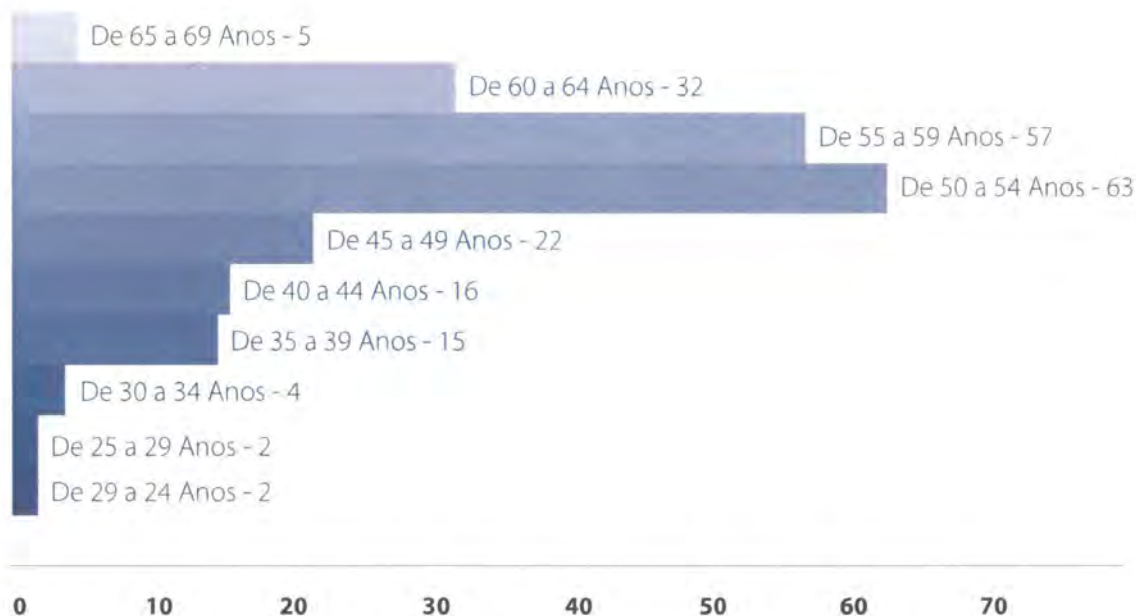 De 65 a 69 Anos - 5
De 60 a 64 Anos - 32
De 55 a 59 Anos - 57
De 50 a 54 Anos - 63
De 45 a 49 Anos - 22
De 40 a 44 Anos - 16
De 35 a 39 Anos - 15
De 30 a 34 Anos - 4
De 25 a 29 Anos - 2
De 29 a 24 Anos - 2
0 10 20 30 40 50 60 70